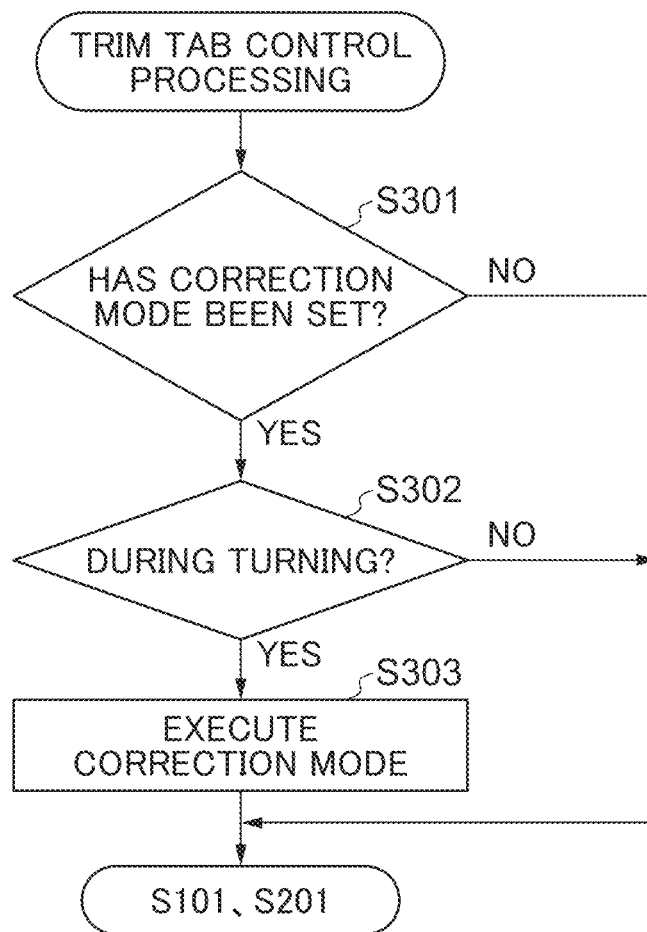 TRIM TAB CONTROL
PROCESSING
S301
HAS CORRECTION
MODE BEEN SET?
NO
YES
S302
DURING TURNING?
NO
YES
S303
EXECUTE
CORRECTION MODE
S101、S201